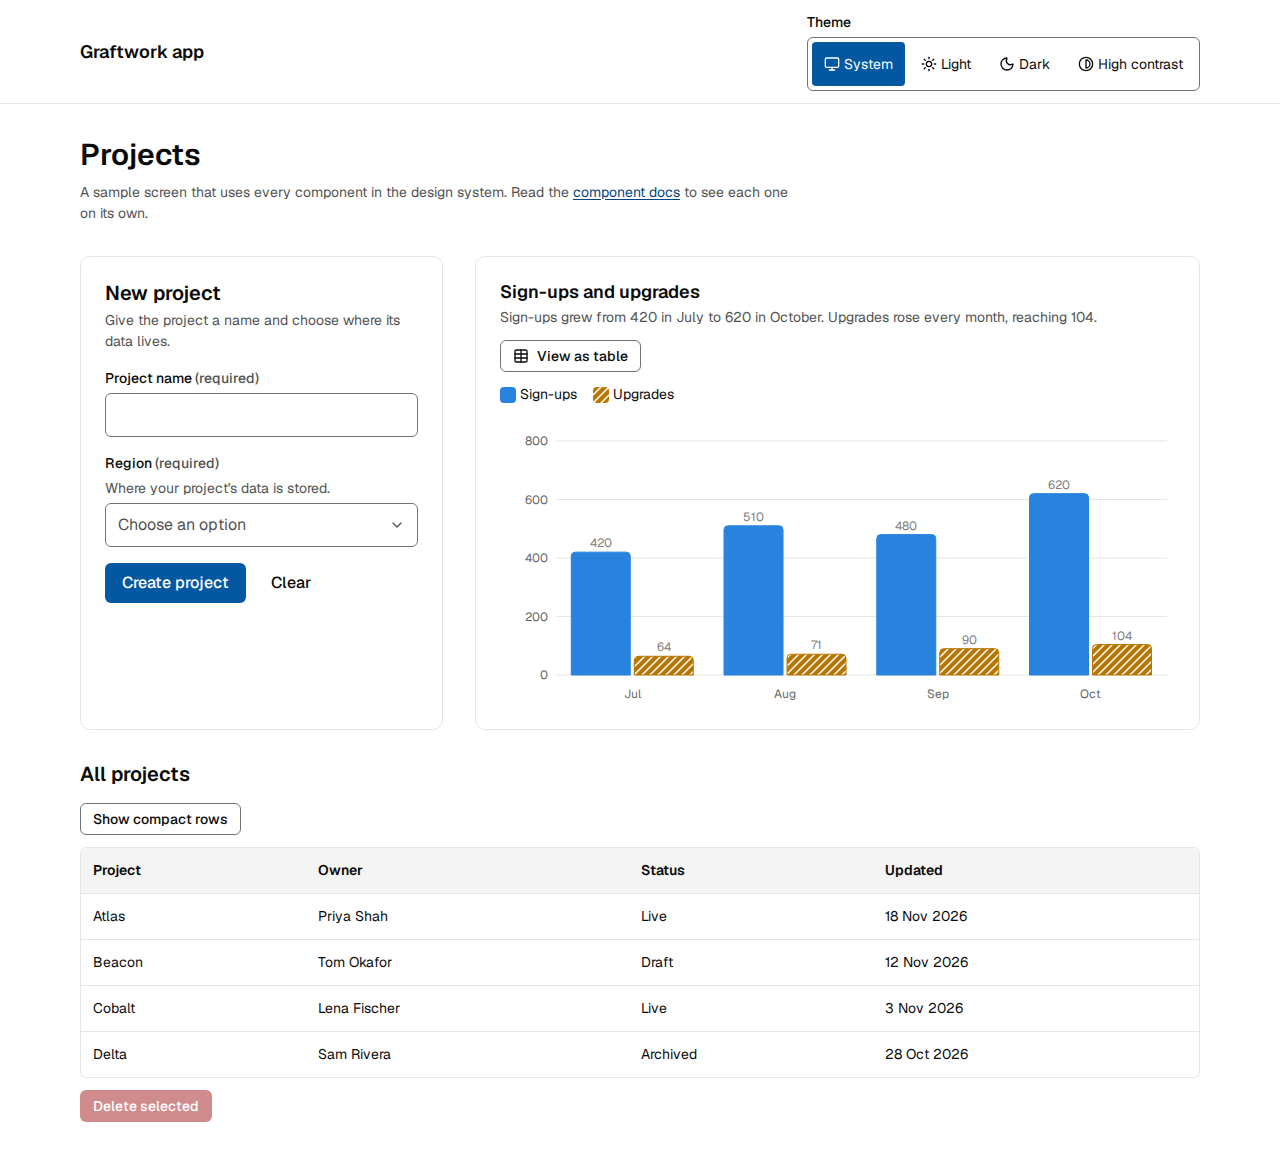 Graftwork app
Theme
System Light Dark High contrast
Projects
A sample screen that uses every component in the design system. Read the component docs to see each one
on its own.
New project
Give the project a name and choose where its
data lives.
Project name (required)
Region (required)
Where your project's data is stored.
Choose an option
Create project Clear
Sign-ups and upgrades
Sign-ups grew from 420 in July to 620 in October. Upgrades rose every month, reaching 104.
View as table
Sign-ups Upgrades
800
600
400
200
0
420
64
510
71
480
90
620
104
Jul Aug Sep Oct
All projects
Show compact rows
Project Owner Status Updated
Atlas Priya Shah Live 18 Nov 2026
Beacon Tom Okafor Draft 12 Nov 2026
Cobalt Lena Fischer Live 3 Nov 2026
Delta Sam Rivera Archived 28 Oct 2026
Delete selected